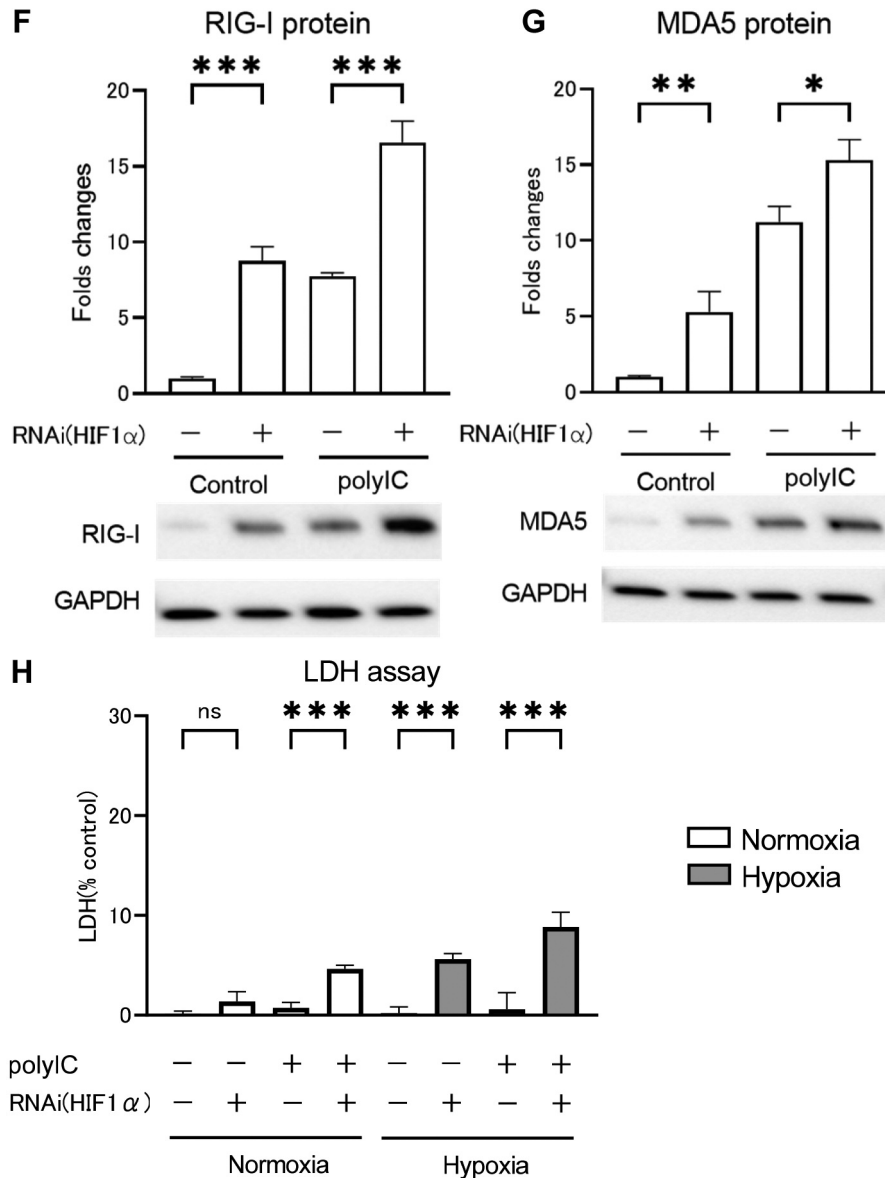 F RIG-I protein
*** ***
20
15
10
5
0
Folds changes
RNAi(HIF1α) − + − +
Control polyIC
RIG-I
GAPDH
G MDA5 protein
** *
20
15
10
5
0
Folds changes
RNAi(HIF1α) − + − +
Control polyIC
MDA5
GAPDH
H LDH assay
ns *** *** ***
30
20
10
0
LDH(% control)
Normoxia
Hypoxia
polyIC − − + + − − + +
RNAi(HIF1α) − + − + − + − +
Normoxia Hypoxia